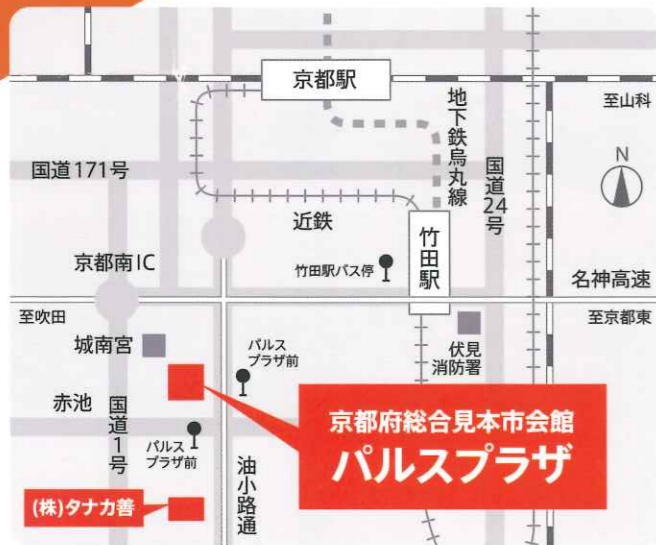 京都駅
至山科
地下鉄烏丸線
国道24号
N
国道171号
近鉄
竹田駅
京都南IC
竹田駅バス停
名神高速
至吹田
至京都東
城南宮
パルス
プラザ前
伏見
消防署
赤池
国道1号
パルス
プラザ前
京都府総合見本市会館
パルスプラザ
油小路通
(株)タナカ善